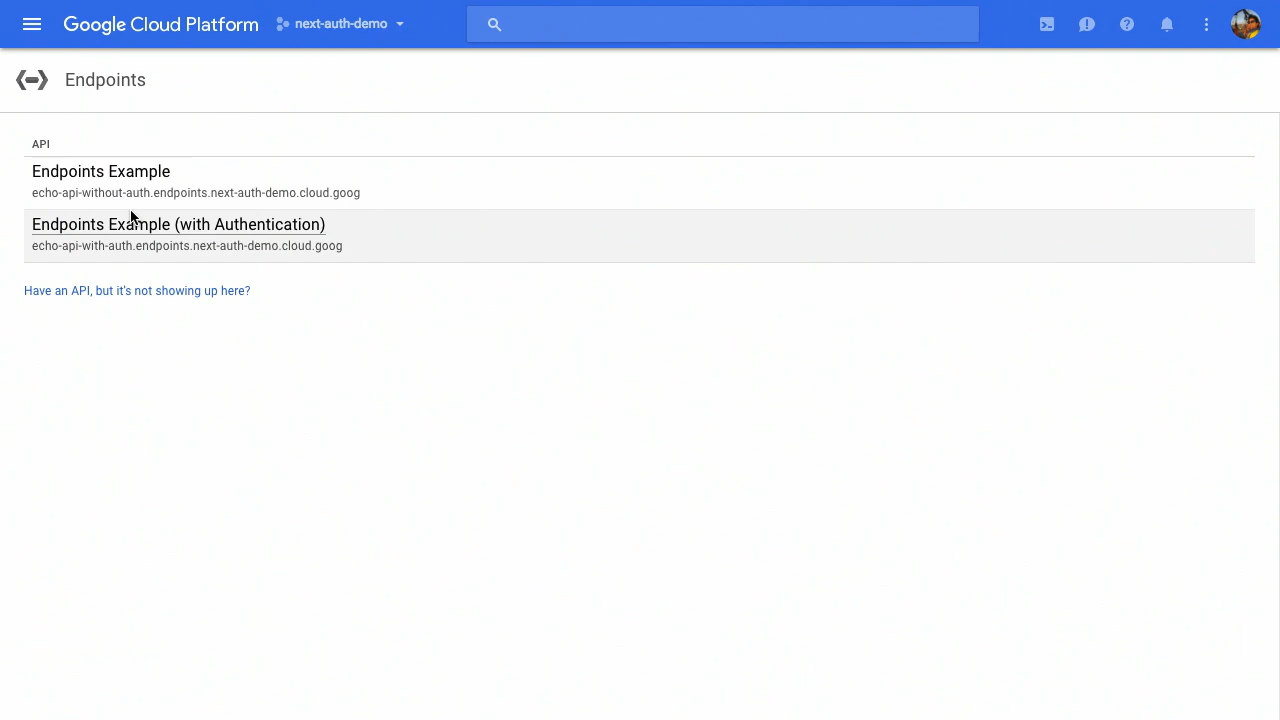 Google Cloud Platform
next-auth-demo
Endpoints
API
Endpoints Example
echo-api-without-auth.endpoints.next-auth-demo.cloud.goog
Endpoints Example (with Authentication)
echo-api-with-auth.endpoints.next-auth-demo.cloud.goog
Have an API, but it's not showing up here?